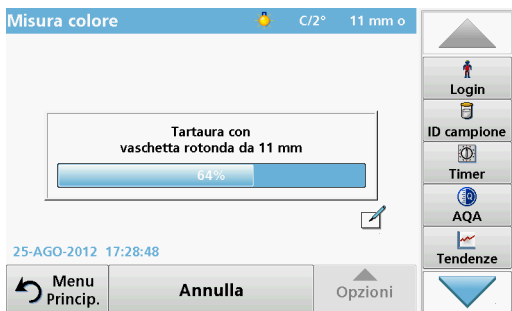 Misura colore C/2° 11 mm o
Tartaura con
vaschetta rotonda da 11 mm
64%
25-AGO-2012 17:28:48
Menu
Princip.
Annulla
Opzioni
Login
ID campione
Timer
AQA
Tendenze